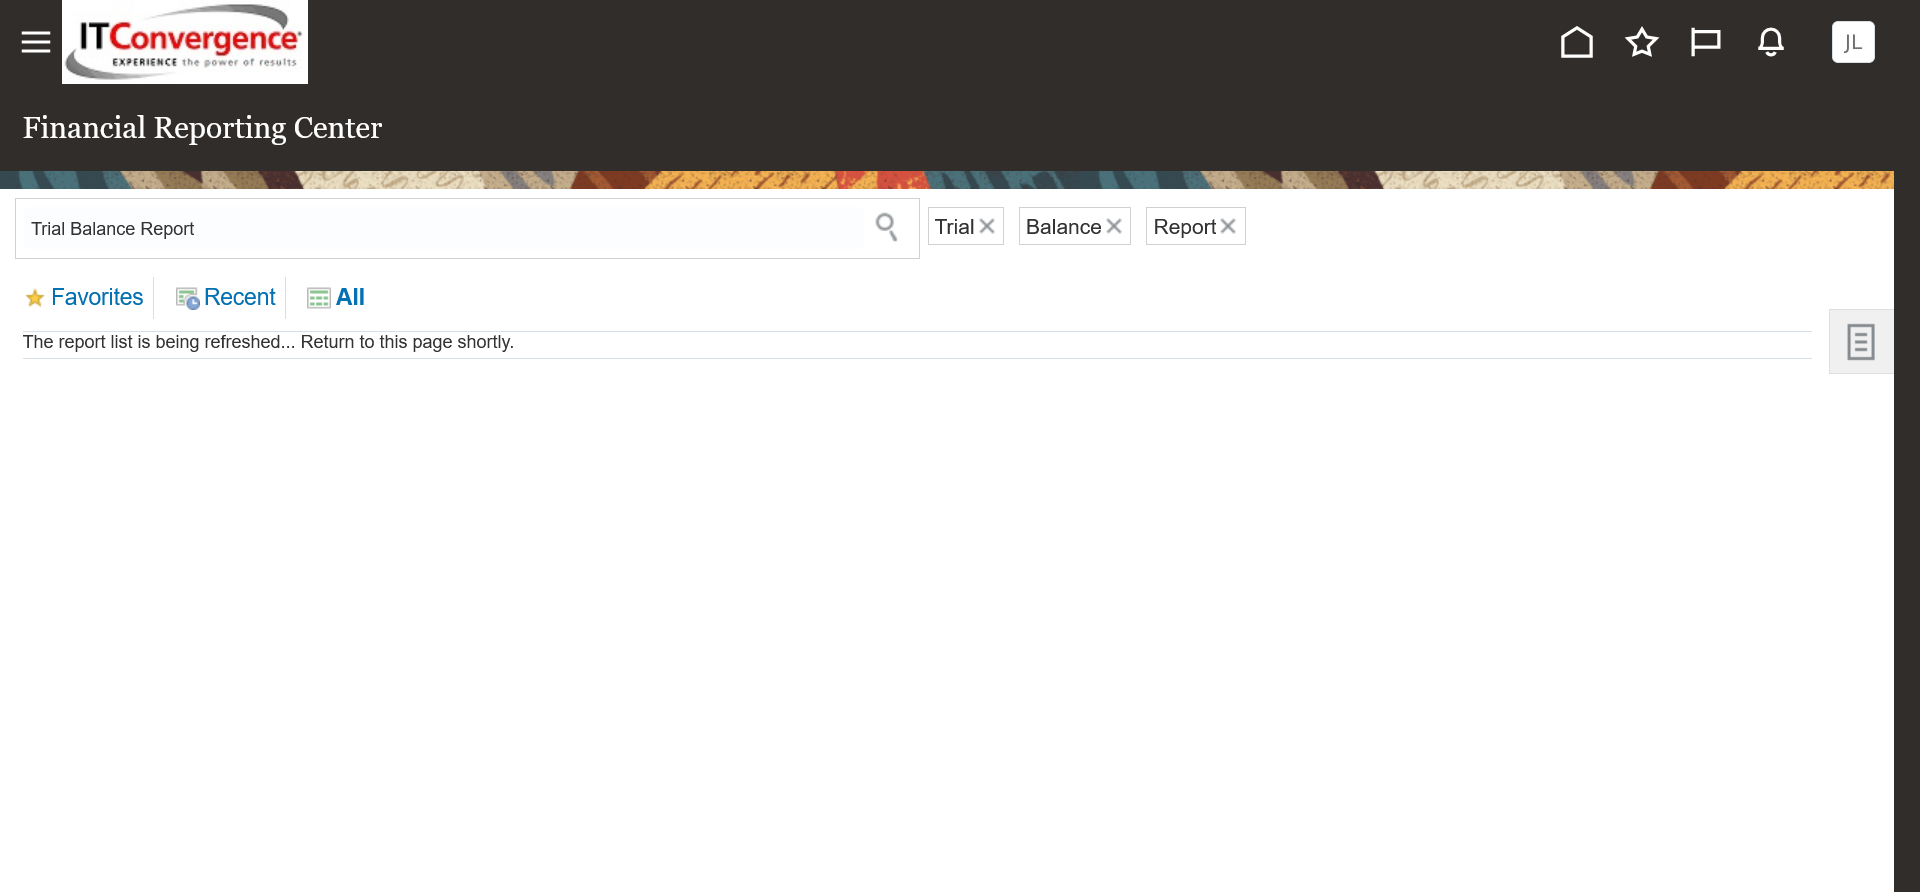 ITConvergence
EXPERIENCE the power of results
JL
Financial Reporting Center
Trial Balance Report
Trial
Balance
Report
Favorites
Recent
All
The report list is being refreshed... Return to this page shortly.